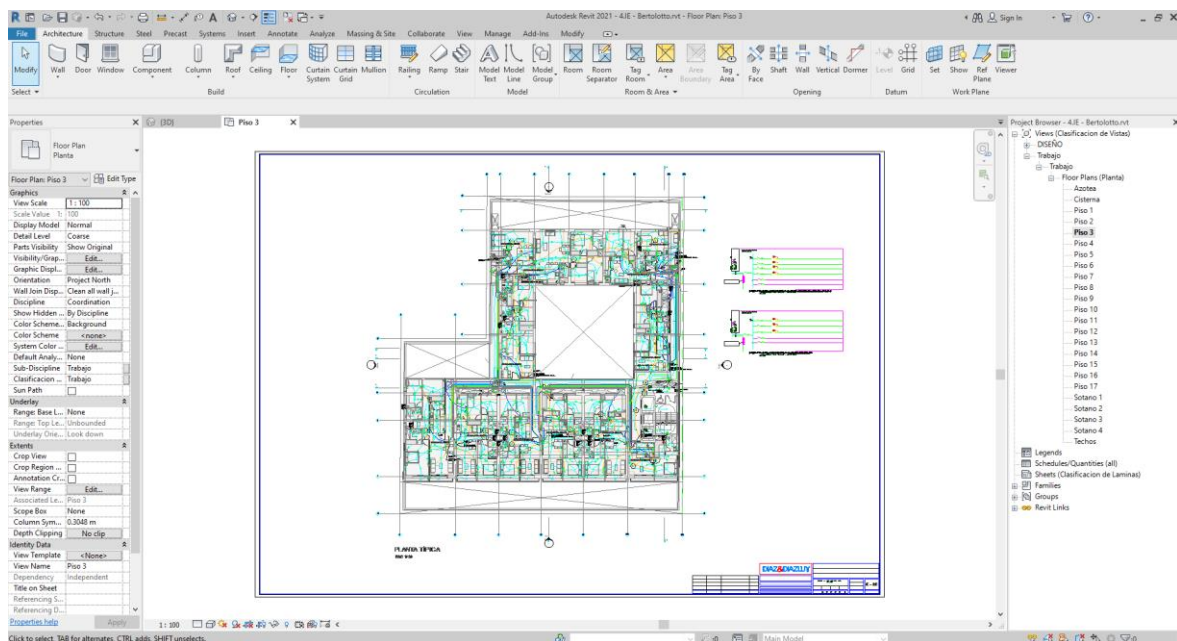 Autodesk Revit 2021 - 4JE - Bertolotto.rvt - Floor Plan: Piso 3
Sign In
File Architecture Structure Steel Precast Systems Insert Annotate Analyze Massing & Site Collaborate View Manage Add-Ins Modify
Modify Wall Door Window Component Column Roof Ceiling Floor Curtain System Curtain Grid Mullion Railing Ramp Stair Model Text Model Line Model Group Room Room Separator Tag Room Area Area Boundary Tag Area By Face Shaft Wall Vertical Dormer Level Grid Set Show Ref Plane Viewer
Select Build Circulation Model Room & Area Opening Datum Work Plane
Properties
Floor Plan
Planta
Floor Plan: Piso 3 Edit Type
Graphics
View Scale 1 : 100
Scale Value 1: 100
Display Model Normal
Detail Level Coarse
Parts Visibility Show Original
Visibility/Grap... Edit...
Graphic Displ... Edit...
Orientation Project North
Wall Join Disp... Clean all wall j...
Discipline Coordination
Show Hidden ... By Discipline
Color Scheme... Background
Color Scheme <none>
System Color ... Edit...
Default Analy... None
Sub-Discipline Trabajo
Clasificacion ... Trabajo
Sun Path
Underlay
Range: Base L... None
Range: Top Le... Unbounded
Underlay Orie... Look down
Extents
Crop View
Crop Region ...
Annotation Cr...
View Range Edit...
Associated Le... Piso 3
Scope Box None
Column Sym... 0.3048 m
Depth Clipping No clip
Identity Data
View Template <None>
View Name Piso 3
Dependency Independent
Title on Sheet
Referencing S...
Referencing D...
Properties help Apply
{3D} Piso 3
PLANTA TÍPICA
DIAZ&DIAZLUY
1 : 100
Project Browser - 4JE - Bertolotto.rvt
Views (Clasificacion de Vistas)
DISEÑO
Trabajo
Trabajo
Floor Plans (Planta)
Azotea
Cisterna
Piso 1
Piso 2
Piso 3
Piso 4
Piso 5
Piso 6
Piso 7
Piso 8
Piso 9
Piso 10
Piso 11
Piso 12
Piso 13
Piso 14
Piso 15
Piso 16
Piso 17
Sotano 1
Sotano 2
Sotano 3
Sotano 4
Techos
Legends
Schedules/Quantities (all)
Sheets (Clasificacion de Laminas)
Families
Groups
Revit Links
Click to select, TAB for alternates, CTRL adds, SHIFT unselects.
:0
Main Model
:0